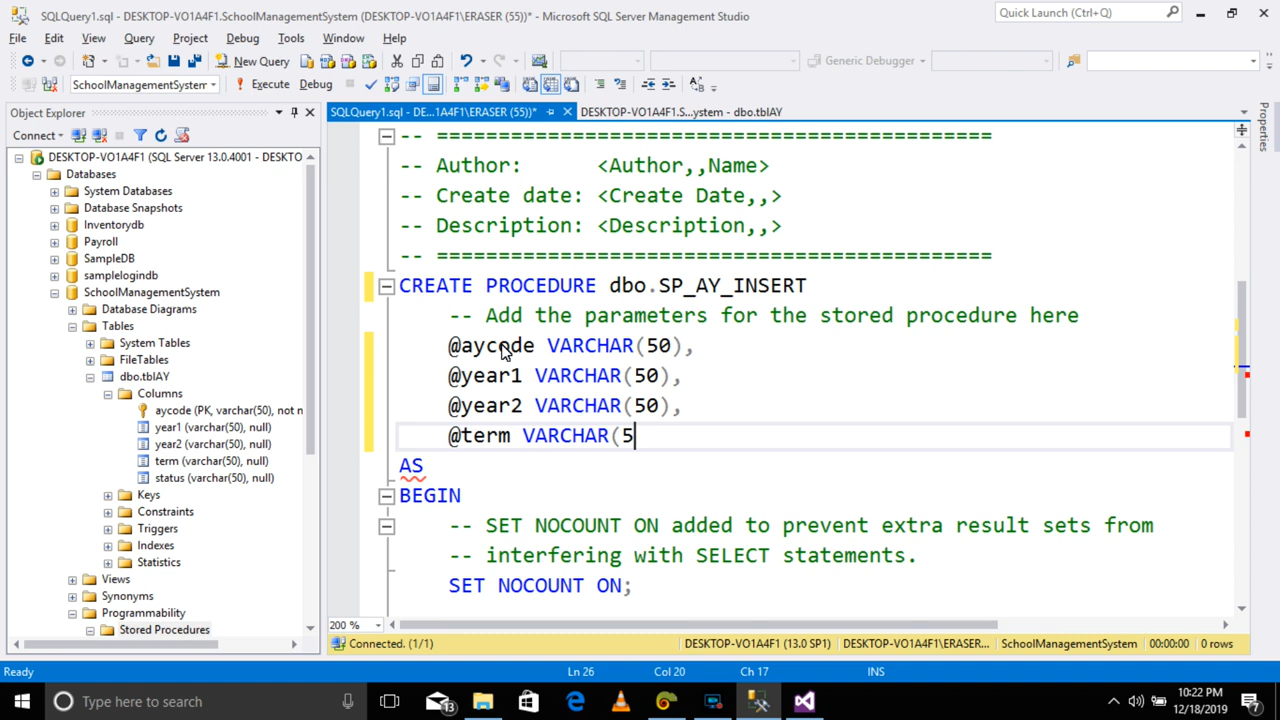 SQLQuery1.sql - DESKTOP-VO1A4F1.SchoolManagementSystem (DESKTOP-VO1A4F1\ERASER (55))* - Microsoft SQL Server Management Studio
Quick Launch (Ctrl+Q)
File Edit View Query Project Debug Tools Window Help
New Query
Generic Debugger
SchoolManagementSystem
Execute Debug
Object Explorer
SQLQuery1.sql - DE...1A4F1\ERASER (55))*
DESKTOP-VO1A4F1.S...ystem - dbo.tblAY
Properties
Connect
DESKTOP-VO1A4F1 (SQL Server 13.0.4001 - DESKTO
Databases
System Databases
Database Snapshots
Inventorydb
Payroll
SampleDB
samplelogindb
SchoolManagementSystem
Database Diagrams
Tables
System Tables
FileTables
dbo.tblAY
Columns
aycode (PK, varchar(50), not n
year1 (varchar(50), null)
year2 (varchar(50), null)
term (varchar(50), null)
status (varchar(50), null)
Keys
Constraints
Triggers
Indexes
Statistics
Views
Synonyms
Programmability
Stored Procedures
-- =============================================
-- Author: <Author,,Name>
-- Create date: <Create Date,,>
-- Description: <Description,,>
-- =============================================
CREATE PROCEDURE dbo.SP_AY_INSERT
-- Add the parameters for the stored procedure here
@aycode VARCHAR(50),
@year1 VARCHAR(50),
@year2 VARCHAR(50),
@term VARCHAR(5
AS
BEGIN
-- SET NOCOUNT ON added to prevent extra result sets from
-- interfering with SELECT statements.
SET NOCOUNT ON;
200 %
Connected. (1/1)
DESKTOP-VO1A4F1 (13.0 SP1) DESKTOP-VO1A4F1\ERASER... SchoolManagementSystem 00:00:00 0 rows
Ready Ln 26 Col 20 Ch 17 INS
Type here to search
13
10:22 PM
12/18/2019
7